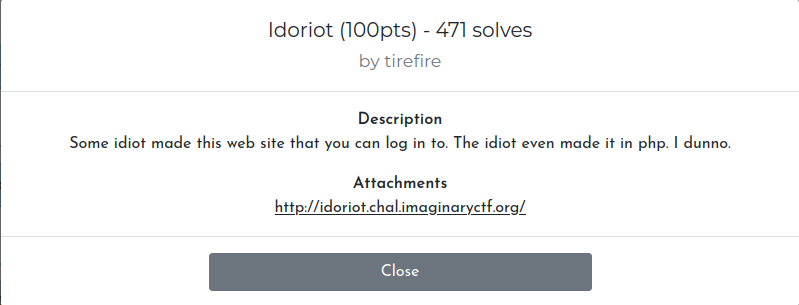 Idoriot (100pts) - 471 solves
by tirefire
Description
Some idiot made this web site that you can log in to. The idiot even made it in php. I dunno.
Attachments
http://idoriot.chal.imaginaryctf.org/
Close